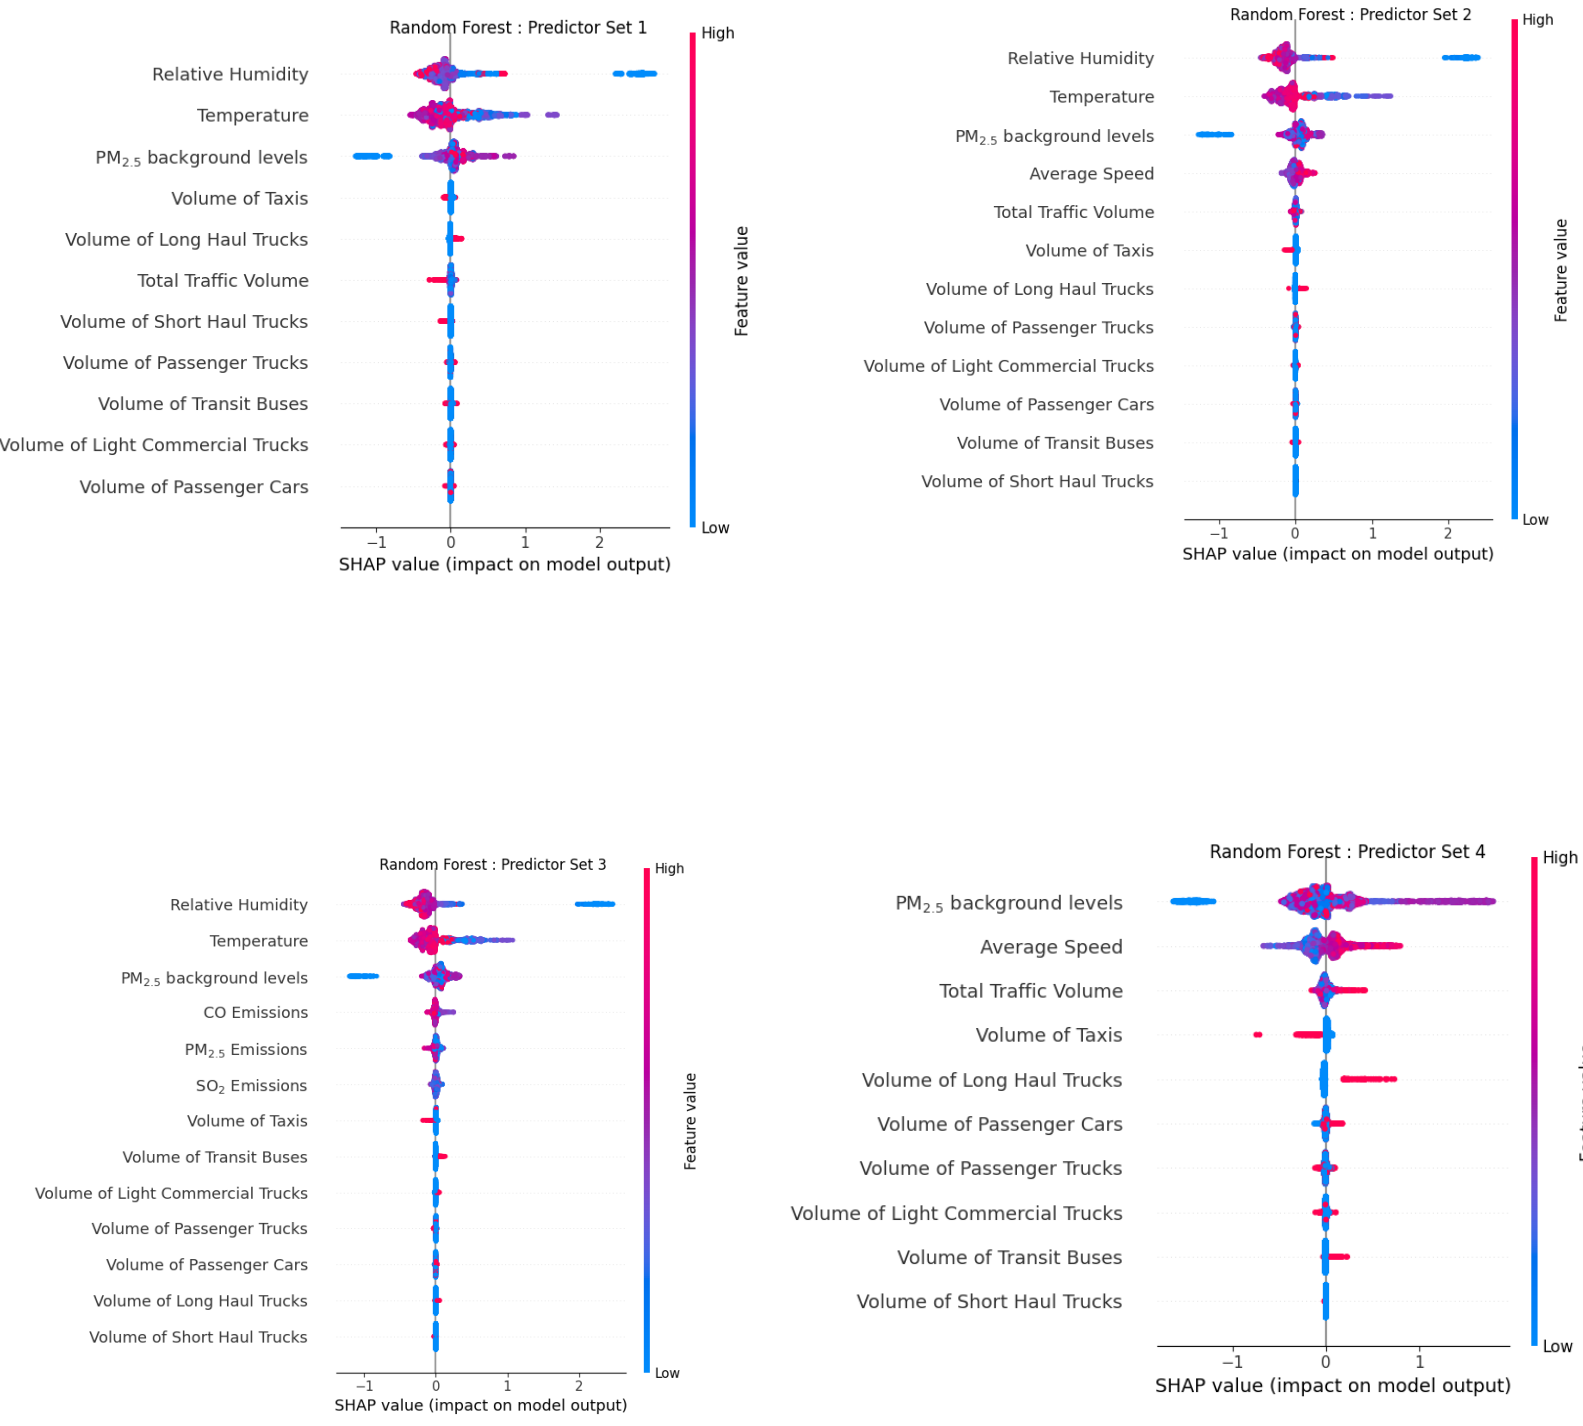 Random Forest : Predictor Set 1
High
Relative Humidity
Temperature
PM2.5 background levels
Volume of Taxis
Volume of Long Haul Trucks
Total Traffic Volume
Volume of Short Haul Trucks
Volume of Passenger Trucks
Volume of Transit Buses
Volume of Light Commercial Trucks
Volume of Passenger Cars
Feature value
Low
−1 0 1 2
SHAP value (impact on model output)
Random Forest : Predictor Set 2
High
Relative Humidity
Temperature
PM2.5 background levels
Average Speed
Total Traffic Volume
Volume of Taxis
Volume of Long Haul Trucks
Volume of Passenger Trucks
Volume of Light Commercial Trucks
Volume of Passenger Cars
Volume of Transit Buses
Volume of Short Haul Trucks
Feature value
Low
−1 0 1 2
SHAP value (impact on model output)
Random Forest : Predictor Set 3
High
Relative Humidity
Temperature
PM2.5 background levels
CO Emissions
PM2.5 Emissions
SO2 Emissions
Volume of Taxis
Volume of Transit Buses
Volume of Light Commercial Trucks
Volume of Passenger Trucks
Volume of Passenger Cars
Volume of Long Haul Trucks
Volume of Short Haul Trucks
Feature value
Low
−1 0 1 2
SHAP value (impact on model output)
Random Forest : Predictor Set 4
High
PM2.5 background levels
Average Speed
Total Traffic Volume
Volume of Taxis
Volume of Long Haul Trucks
Volume of Passenger Cars
Volume of Passenger Trucks
Volume of Light Commercial Trucks
Volume of Transit Buses
Volume of Short Haul Trucks
Low
−1 0 1
SHAP value (impact on model output)